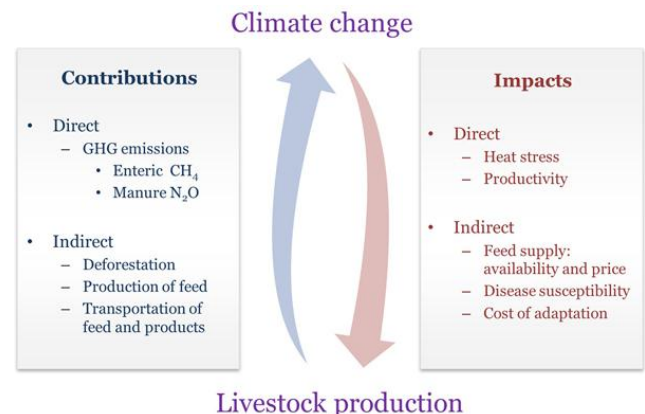 Climate change
Contributions
• Direct
– GHG emissions
• Enteric CH₄
• Manure N₂O
• Indirect
– Deforestation
– Production of feed
– Transportation of
feed and products
Impacts
• Direct
– Heat stress
– Productivity
• Indirect
– Feed supply:
availability and price
– Disease susceptibility
– Cost of adaptation
Livestock production